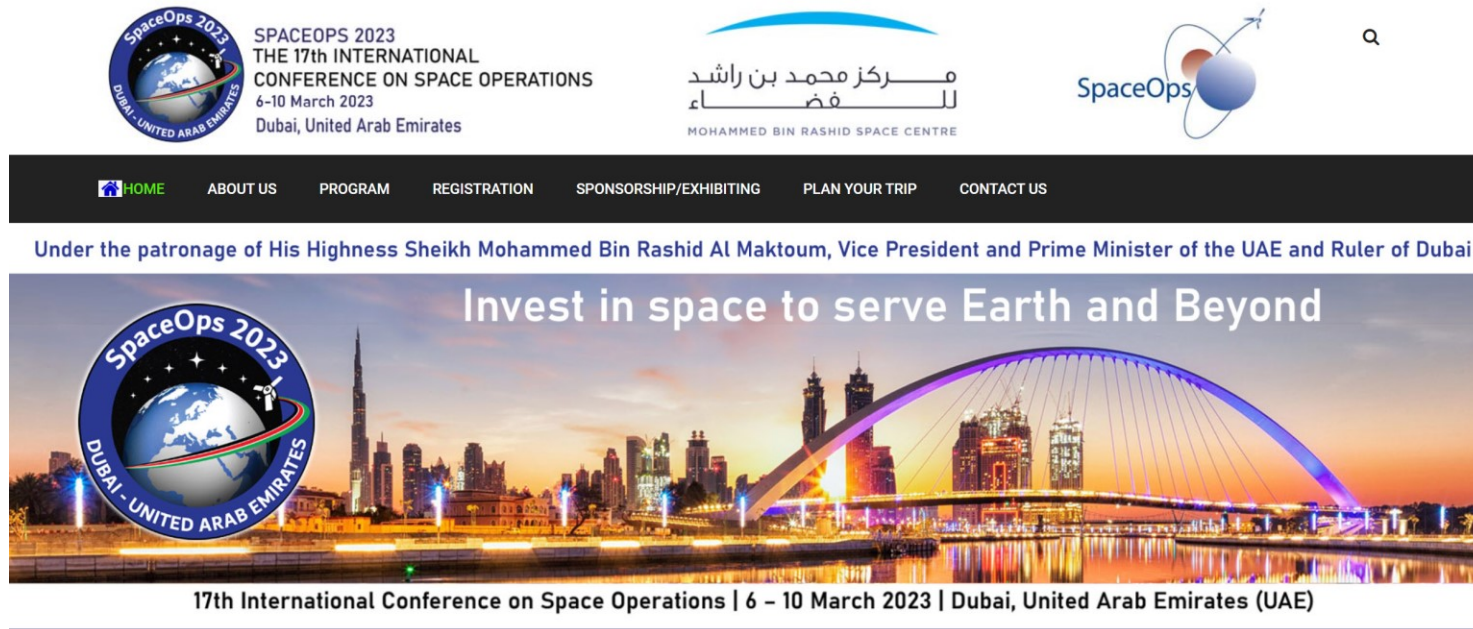 SpaceOps 2023
DUBAI - UNITED ARAB EMIRATES
SPACEOPS 2023
THE 17th INTERNATIONAL
CONFERENCE ON SPACE OPERATIONS
6-10 March 2023
Dubai, United Arab Emirates
مـــركز محمد بن راشد
للـــفضـــاء
MOHAMMED BIN RASHID SPACE CENTRE
SpaceOps
HOME ABOUT US PROGRAM REGISTRATION SPONSORSHIP/EXHIBITING PLAN YOUR TRIP CONTACT US
Under the patronage of His Highness Sheikh Mohammed Bin Rashid Al Maktoum, Vice President and Prime Minister of the UAE and Ruler of Dubai
Invest in space to serve Earth and Beyond
SpaceOps 2023
DUBAI - UNITED ARAB EMIRATES
17th International Conference on Space Operations | 6 – 10 March 2023 | Dubai, United Arab Emirates (UAE)